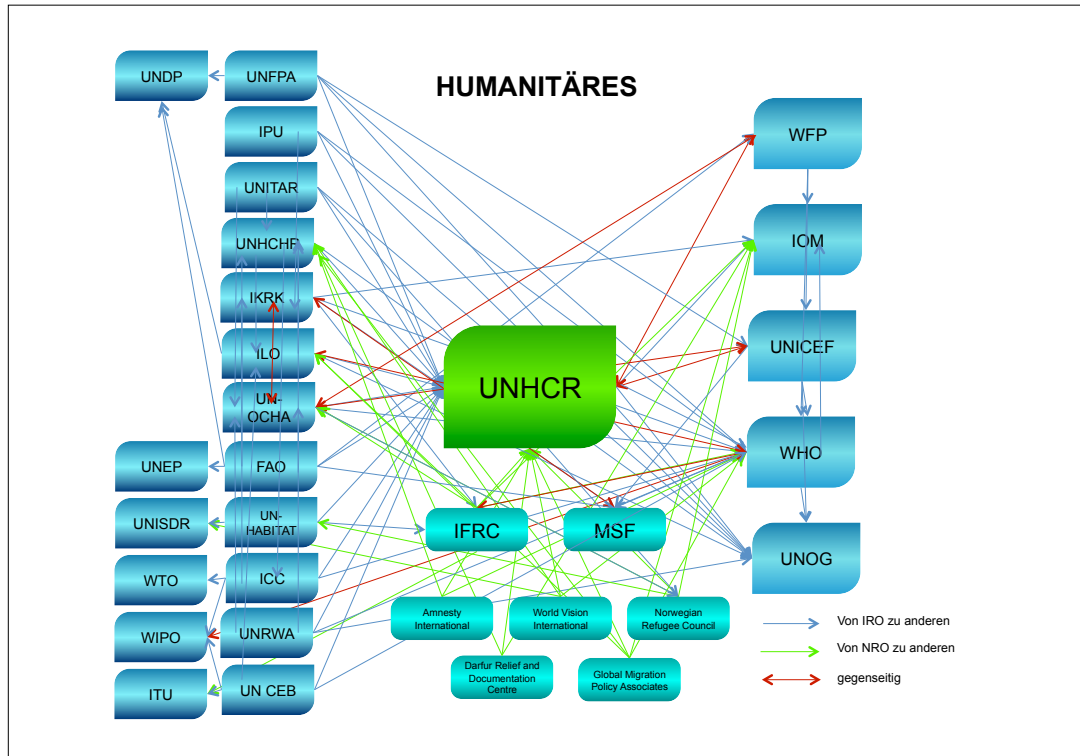 HUMANITÄRES
UNDP
UNFPA
IPU
UNITAR
UNHCHR
IKRK
ILO
UN-
OCHA
UNEP
FAO
UNISDR
UN-
HABITAT
WTO
ICC
WIPO
UNRWA
ITU
UN CEB
UNHCR
WFP
IOM
UNICEF
WHO
UNOG
IFRC
MSF
Amnesty
International
World Vision
International
Norwegian
Refugee Council
Darfur Relief and
Documentation
Centre
Global Migration
Policy Associates
Von IRO zu anderen
Von NRO zu anderen
gegenseitig